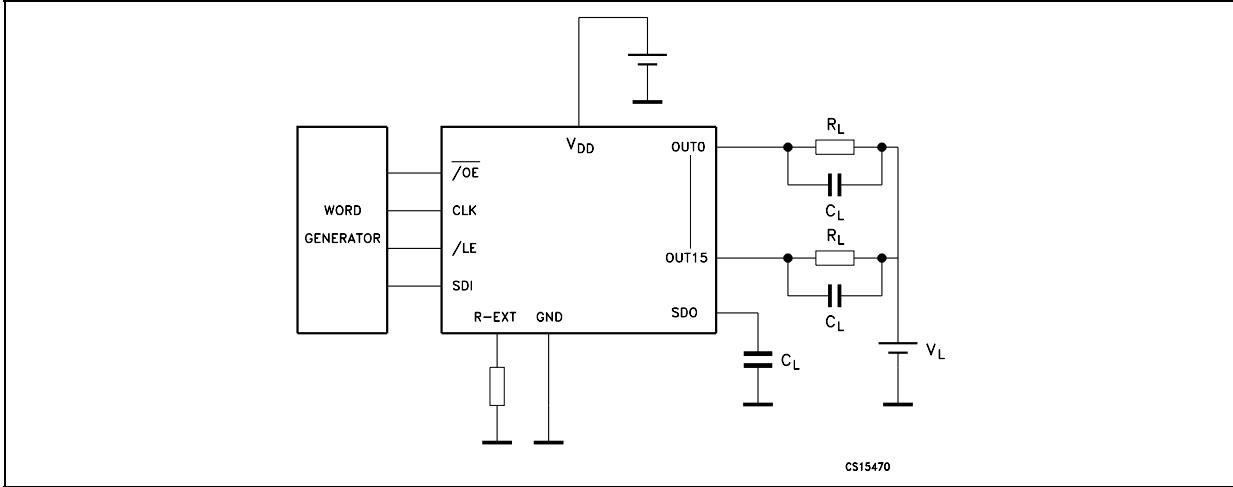 V_DD
OUT0
R_L
C_L
/OE
WORD GENERATOR
CLK
/LE
SDI
R_L
OUT15
C_L
R-EXT
GND
SDO
C_L
V_L
CS15470